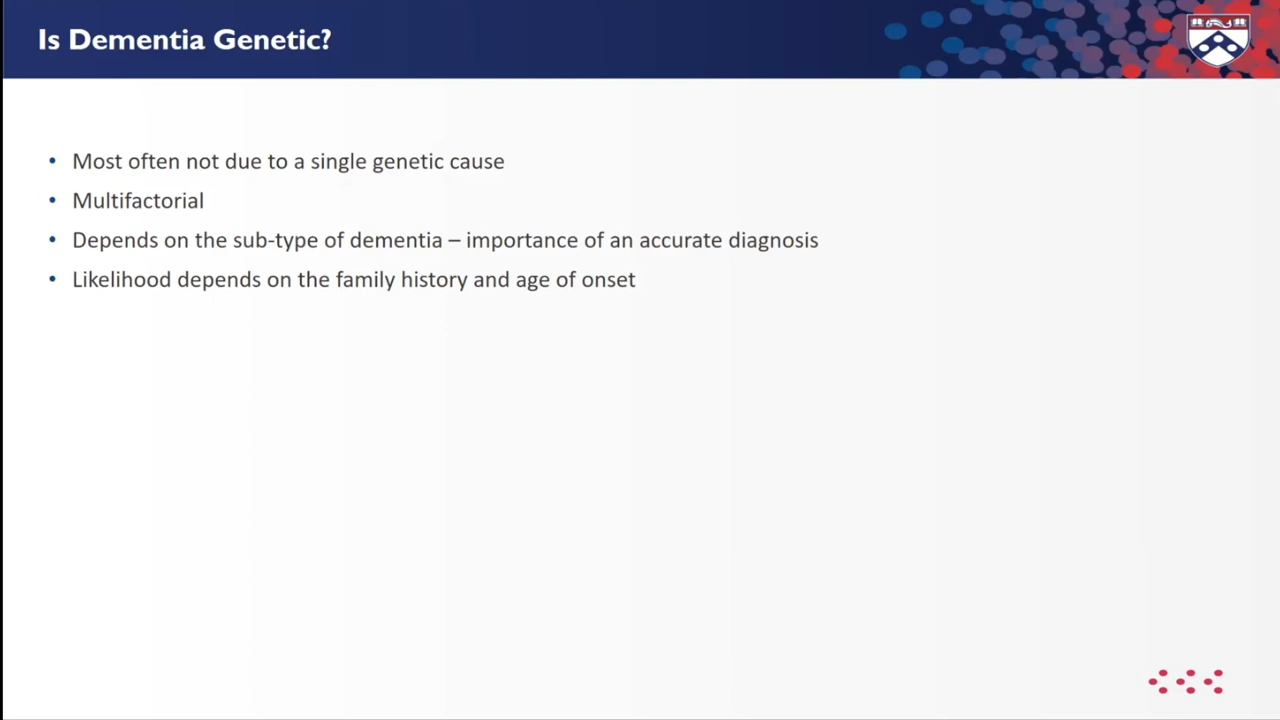 Is Dementia Genetic?
• Most often not due to a single genetic cause
• Multifactorial
• Depends on the sub-type of dementia – importance of an accurate diagnosis
• Likelihood depends on the family history and age of onset